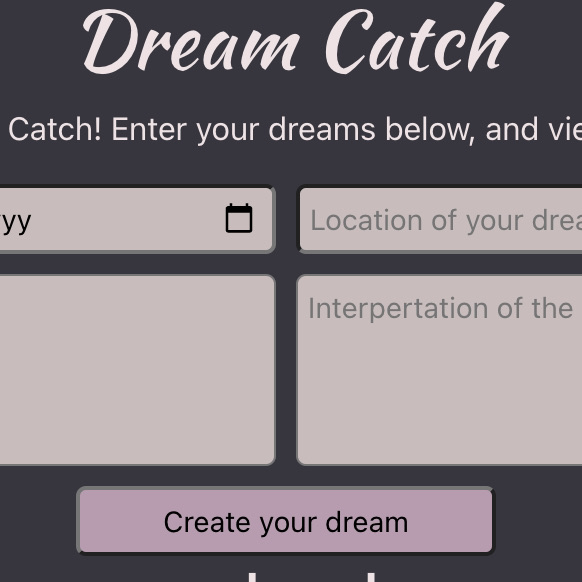 Dream Catch
Catch! Enter your dreams below, and vie
yy
Location of your drea
Interpertation of the
Create your dream